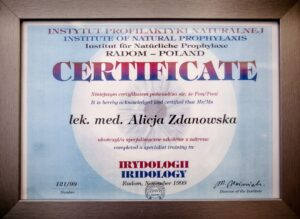 INSTYTUT PROFILAKTYKI NATURALNEJ
INSTITUTE OF NATURAL PROPHYLAXIS
Institut für Natürliche Prophylaxe
RADOM - POLAND
CERTIFICATE
Niniejszym certyfikatem potwierdza się, że Pan/Pani
It is hereby acknowledged and certified that Mr/Ms
lek. med. Alicja Zdanowska
ukończył/a specjalistyczne szkolenie z zakresu
completed a specialist training in:
IRYDOLOGII
IRIDOLOGY
Radom, November 1999
121/99
Number
Director of the Institute